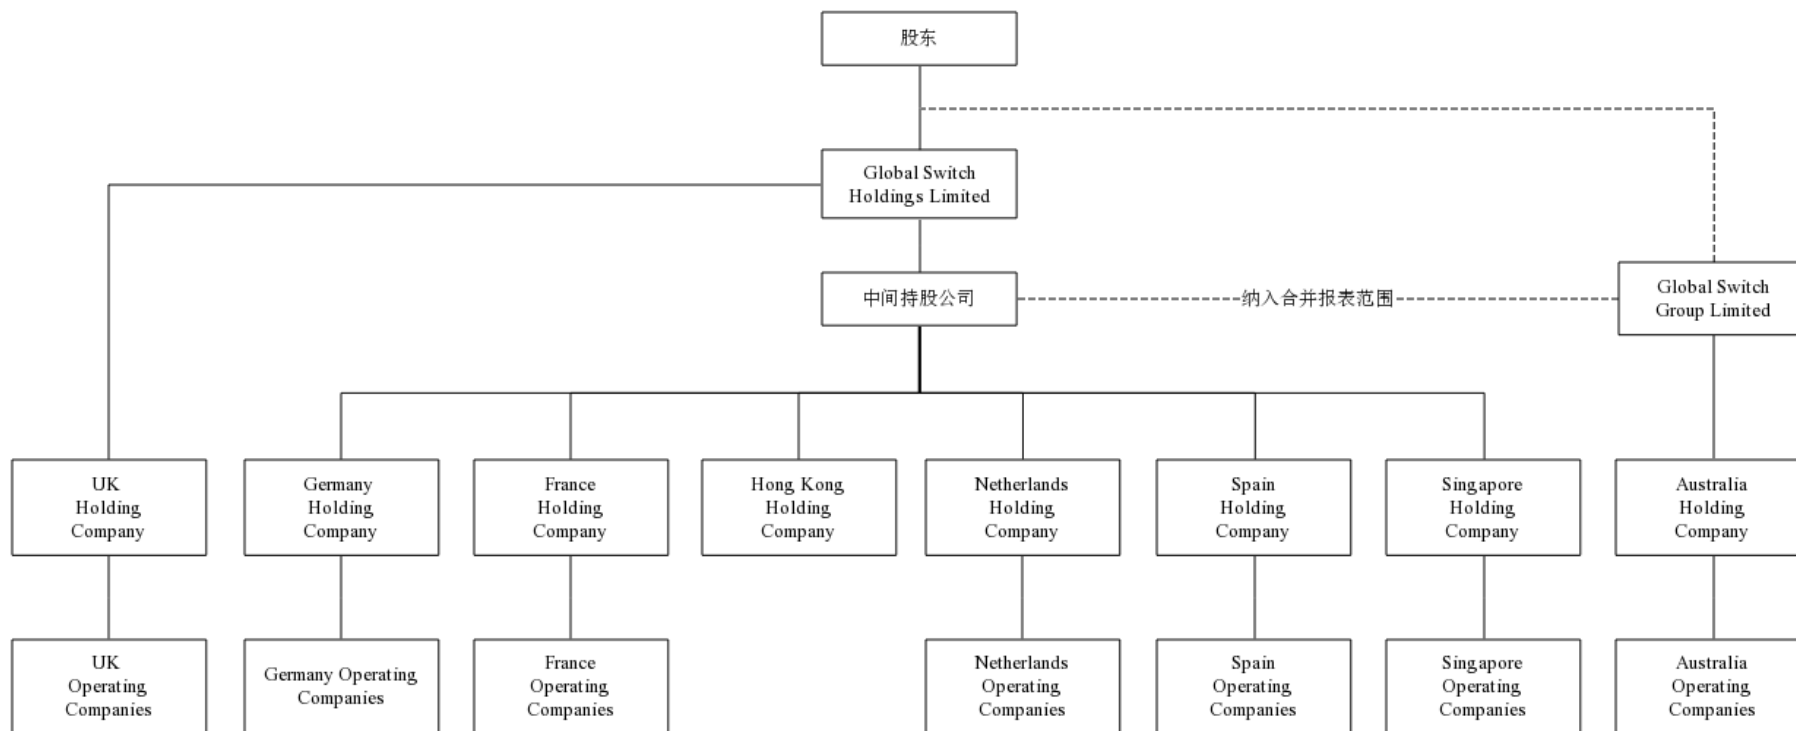 股东
Global Switch
Holdings Limited
中间持股公司
纳入合并报表范围
Global Switch
Group Limited
UK
Holding
Company
Germany
Holding
Company
France
Holding
Company
Hong Kong
Holding
Company
Netherlands
Holding
Company
Spain
Holding
Company
Singapore
Holding
Company
Australia
Holding
Company
UK
Operating
Companies
Germany Operating
Companies
France
Operating
Companies
Netherlands
Operating
Companies
Spain
Operating
Companies
Singapore
Operating
Companies
Australia
Operating
Companies